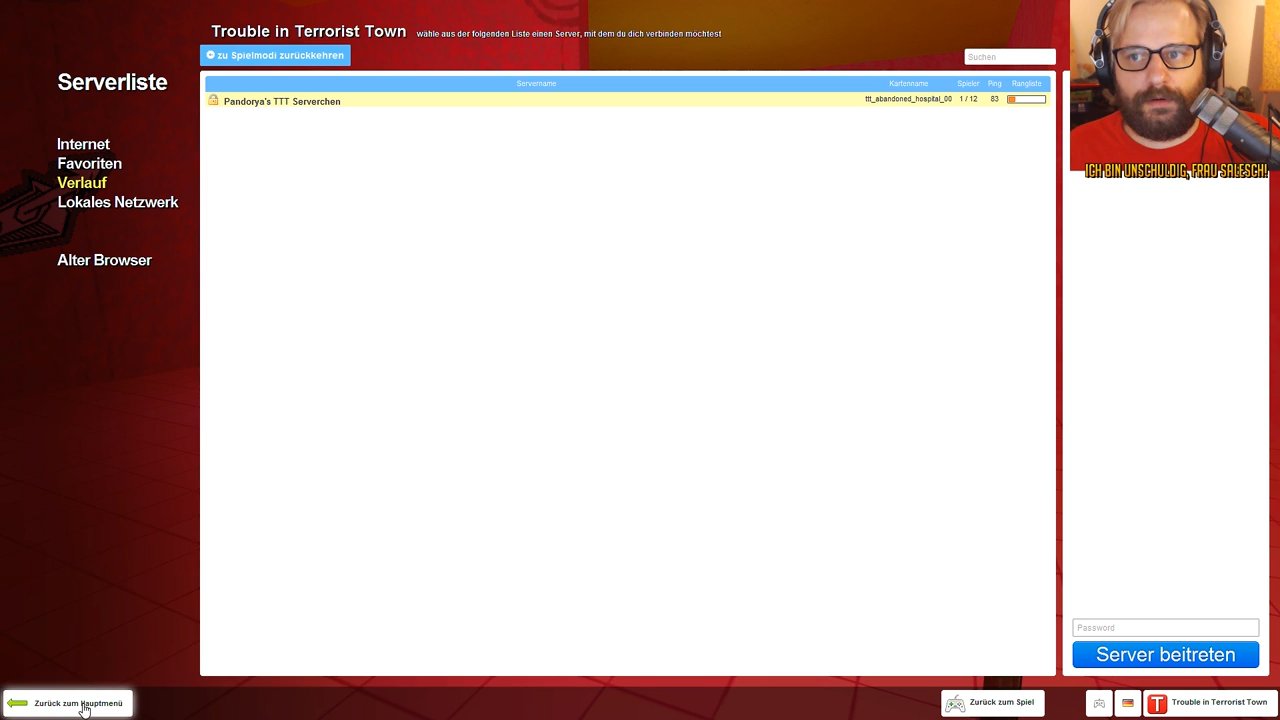 Trouble in Terrorist Town wähle aus der folgenden Liste einen Server, mit dem du dich verbinden möchtest
zu Spielmodi zurückkehren
Suchen
Serverliste
Servername Kartenname Spieler Ping Rangliste
Pandorya's TTT Serverchen ttt_abandoned_hospital_00 1 / 12 83
Internet
Favoriten
Verlauf
Lokales Netzwerk
Alter Browser
ICH BIN UNSCHULDIG, FRAU SALESCH!
Password
Server beitreten
Zurück zum Hauptmenü
Zurück zum Spiel
T Trouble in Terrorist Town